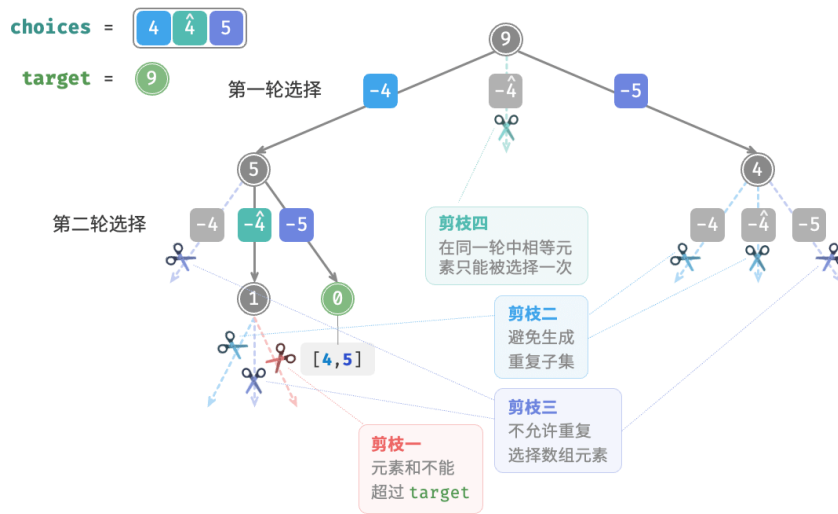 choices = 4 4̂ 5
target = 9
9
第一轮选择 -4 -4̂ -5
5 4
第二轮选择 -4 -4̂ -5 -4 -4̂ -5
剪枝四
在同一轮中相等元
素只能被选择一次
1 0
剪枝二
避免生成
重复子集
[4,5]
剪枝三
不允许重复
选择数组元素
剪枝一
元素和不能
超过 target